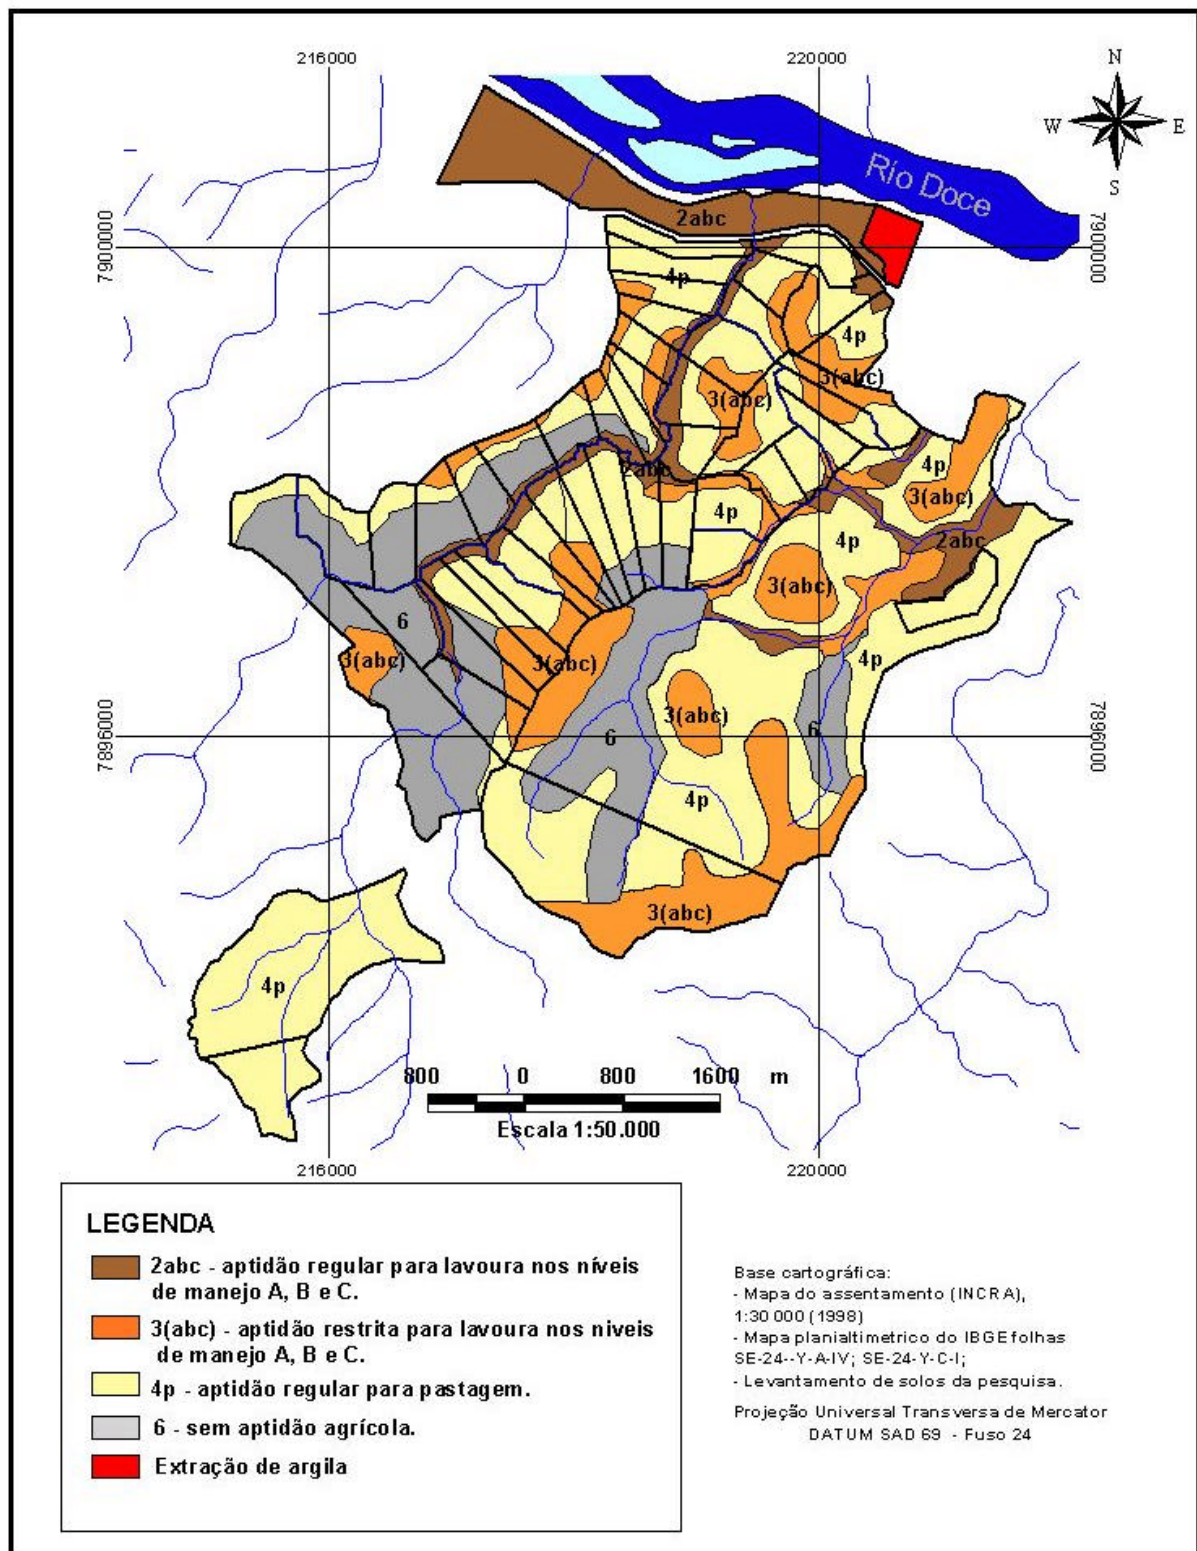 216000
220000
N
W
E
S
Rio Doce
2abc
7900000
7900000
4p
4p
3(abc)
3(abc)
4p
3(abc)
2abc
4p
4p
2abc
3(abc)
6
3(abc)
3(abc)
4p
3(abc)
7896000
6
6
7896000
4p
3(abc)
4p
800 0 800 1600 m
Escala 1:50.000
216000
220000
LEGENDA
2abc - aptidão regular para lavoura nos níveis
de manejo A, B e C.
3(abc) - aptidão restrita para lavoura nos niveis
de manejo A, B e C.
4p - aptidão regular para pastagem.
6 - sem aptidão agrícola.
Extração de argila
Base cartográfica:
- Mapa do assentamento (INCRA),
1:30 000 (1998)
- Mapa planialtimetrico do IBGE folhas
SE-24--Y-A-IV; SE-24-Y-C-I;
- Levantamento de solos da pesquisa.
Projeção Universal Transversa de Mercator
DATUM SAD 69 - Fuso 24